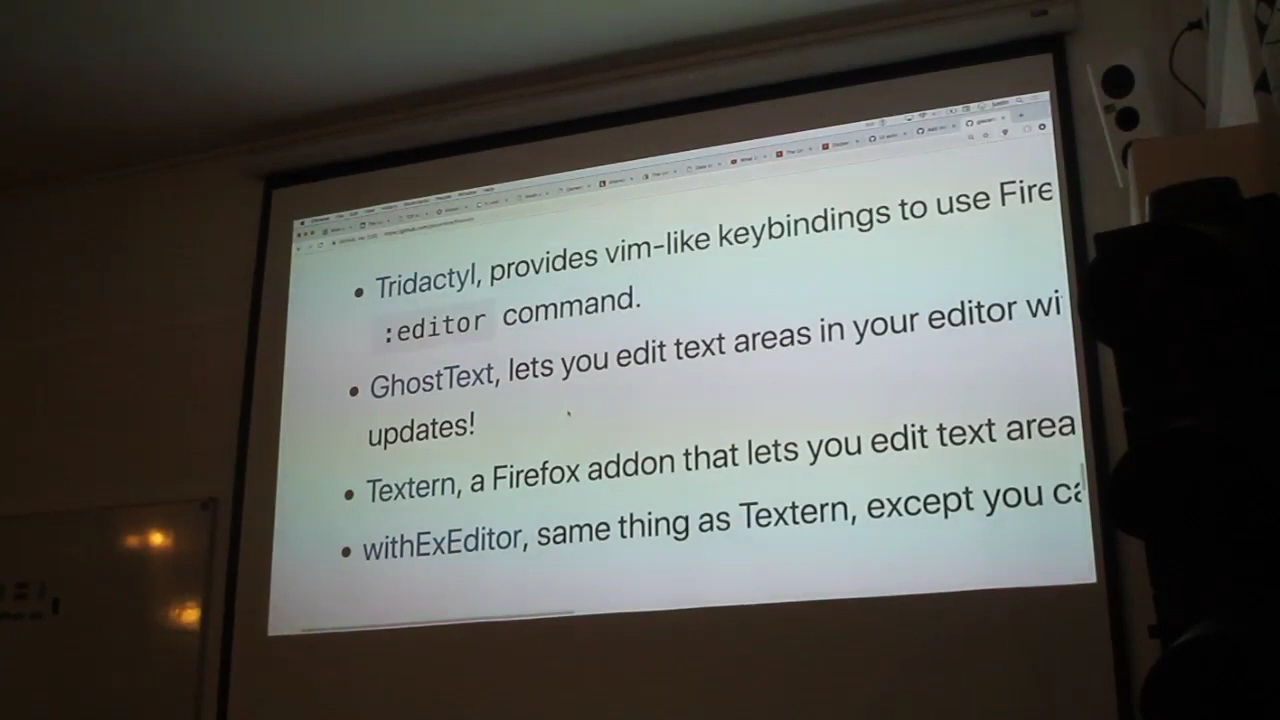 Tridactyl, provides vim-like keybindings to use Fire
:editor command.
GhostText, lets you edit text areas in your editor wi
updates!
Textern, a Firefox addon that lets you edit text area
withExEditor, same thing as Textern, except you ca